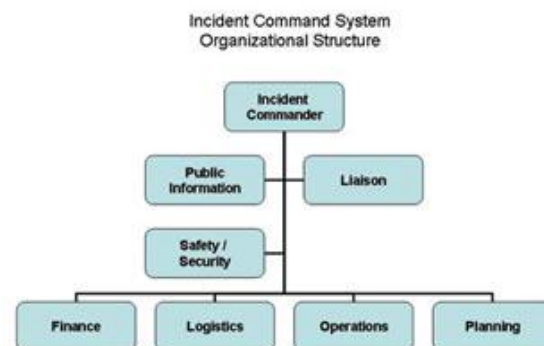 Incident Command System
Organizational Structure
Incident
Commander
Public
Information
Liaison
Safety /
Security
Finance
Logistics
Operations
Planning